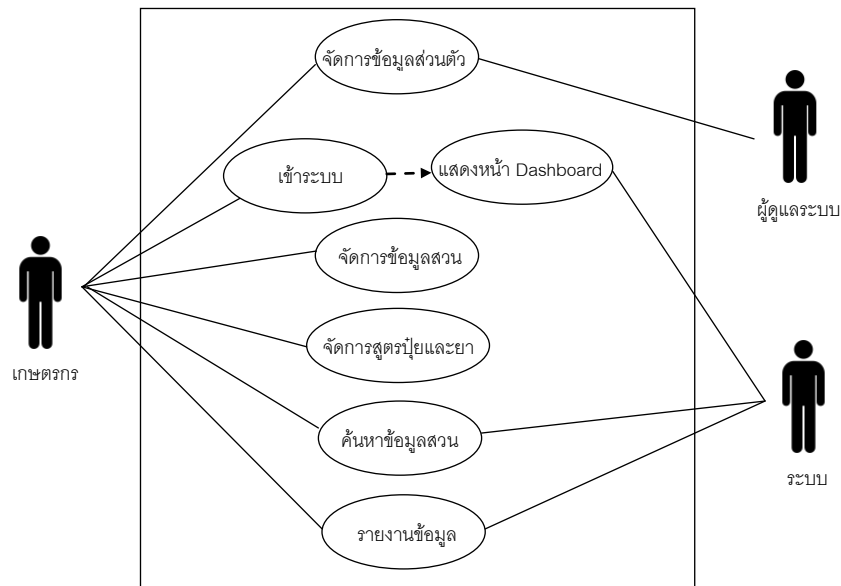 จัดการข้อมูลส่วนตัว
เข้าระบบ
แสดงหน้า Dashboard
ผู้ดูแลระบบ
จัดการข้อมูลสวน
จัดการสูตรปุ๋ยและยา
เกษตรกร
ค้นหาข้อมูลสวน
ระบบ
รายงานข้อมูล